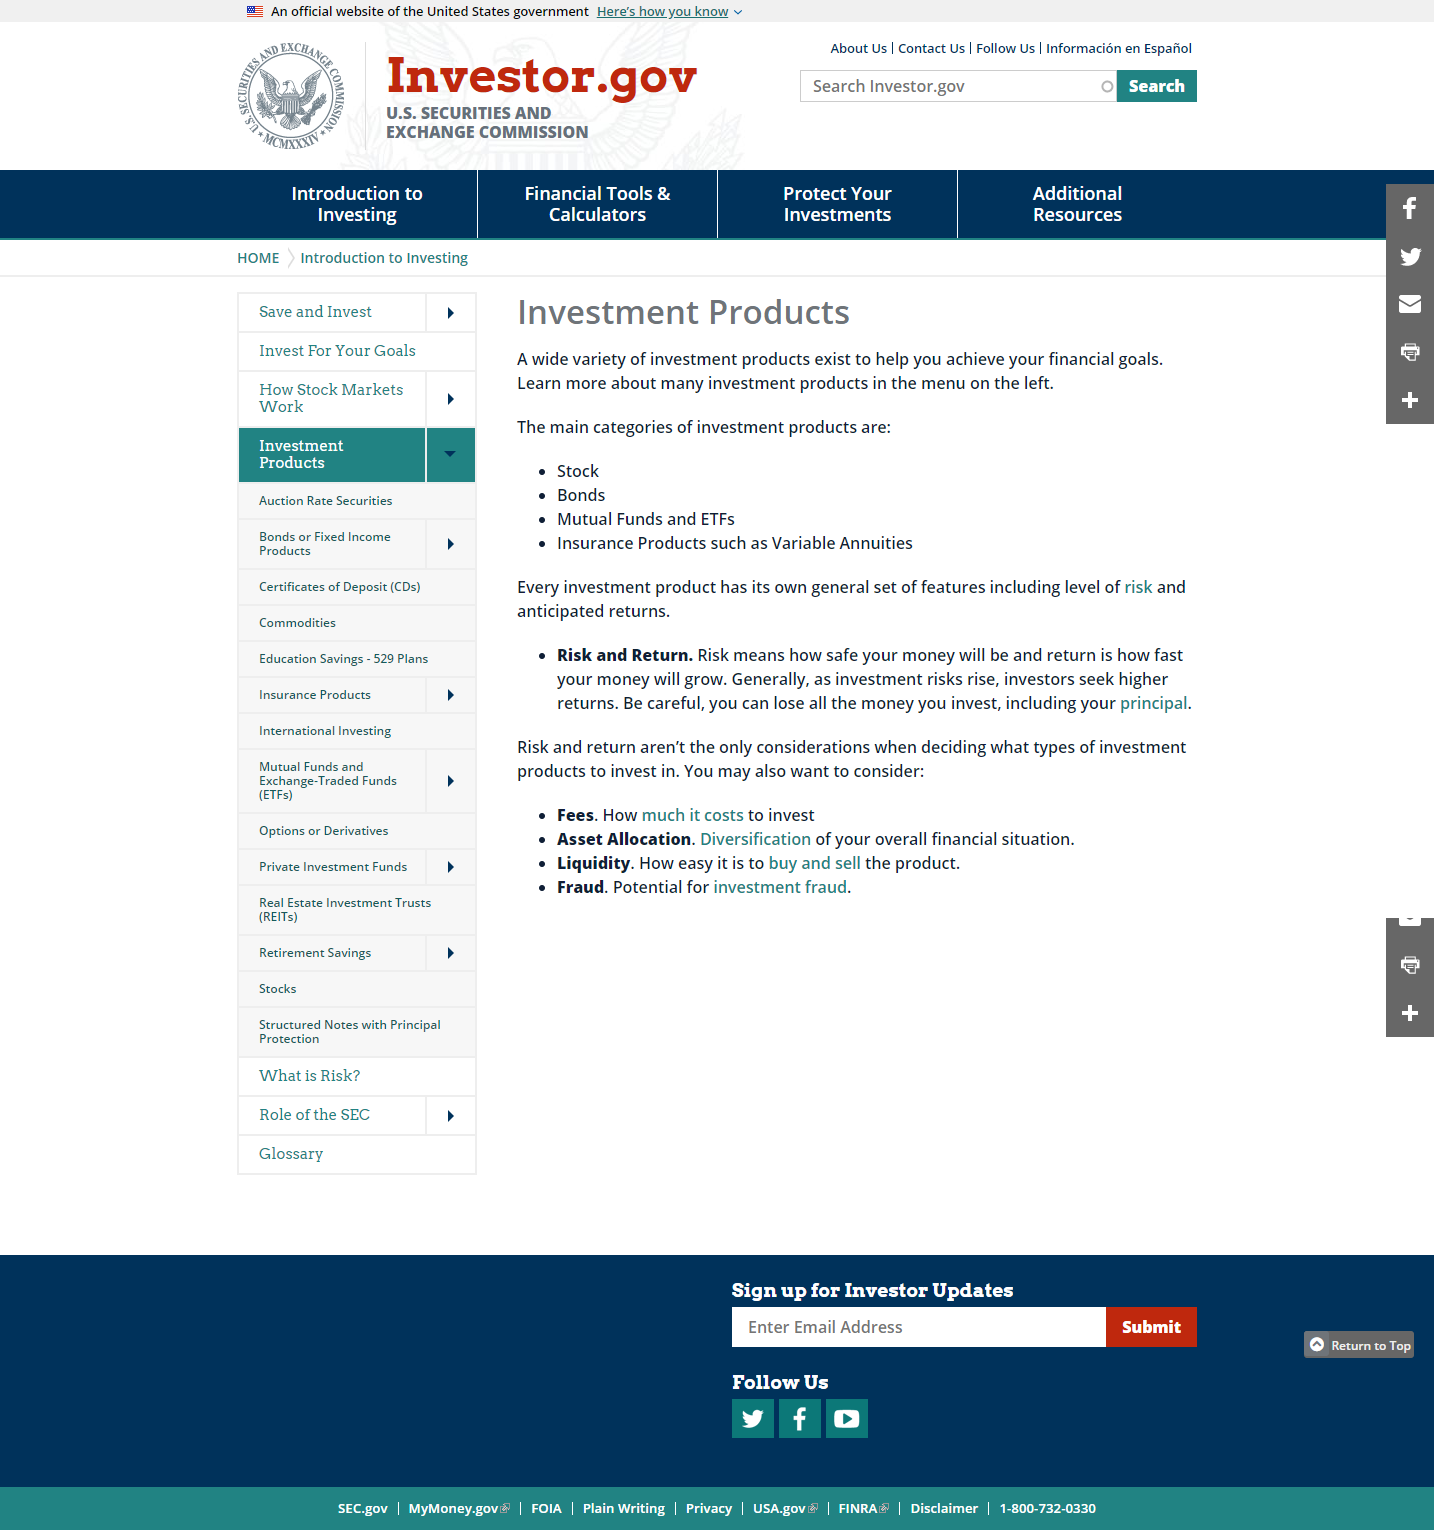 An official website of the United States government Here's how you know
About Us | Contact Us | Follow Us | Información en Español
U.S. SECURITIES AND EXCHANGE COMMISSION
MCMXXXIV
Investor.gov
U.S. SECURITIES AND
EXCHANGE COMMISSION
Search Investor.gov
Search
Introduction to
Investing
Financial Tools &
Calculators
Protect Your
Investments
Additional
Resources
HOME
Introduction to Investing
Save and Invest
Invest For Your Goals
How Stock Markets
Work
Investment
Products
Auction Rate Securities
Bonds or Fixed Income
Products
Certificates of Deposit (CDs)
Commodities
Education Savings - 529 Plans
Insurance Products
International Investing
Mutual Funds and
Exchange-Traded Funds
(ETFs)
Options or Derivatives
Private Investment Funds
Real Estate Investment Trusts
(REITs)
Retirement Savings
Stocks
Structured Notes with Principal
Protection
What is Risk?
Role of the SEC
Glossary
Investment Products
A wide variety of investment products exist to help you achieve your financial goals.
Learn more about many investment products in the menu on the left.
The main categories of investment products are:
• Stock
• Bonds
• Mutual Funds and ETFs
• Insurance Products such as Variable Annuities
Every investment product has its own general set of features including level of risk and
anticipated returns.
• Risk and Return. Risk means how safe your money will be and return is how fast
your money will grow. Generally, as investment risks rise, investors seek higher
returns. Be careful, you can lose all the money you invest, including your principal.
Risk and return aren't the only considerations when deciding what types of investment
products to invest in. You may also want to consider:
• Fees. How much it costs to invest
• Asset Allocation. Diversification of your overall financial situation.
• Liquidity. How easy it is to buy and sell the product.
• Fraud. Potential for investment fraud.
Sign up for Investor Updates
Enter Email Address
Submit
Return to Top
Follow Us
SEC.gov | MyMoney.gov | FOIA | Plain Writing | Privacy | USA.gov | FINRA | Disclaimer | 1-800-732-0330